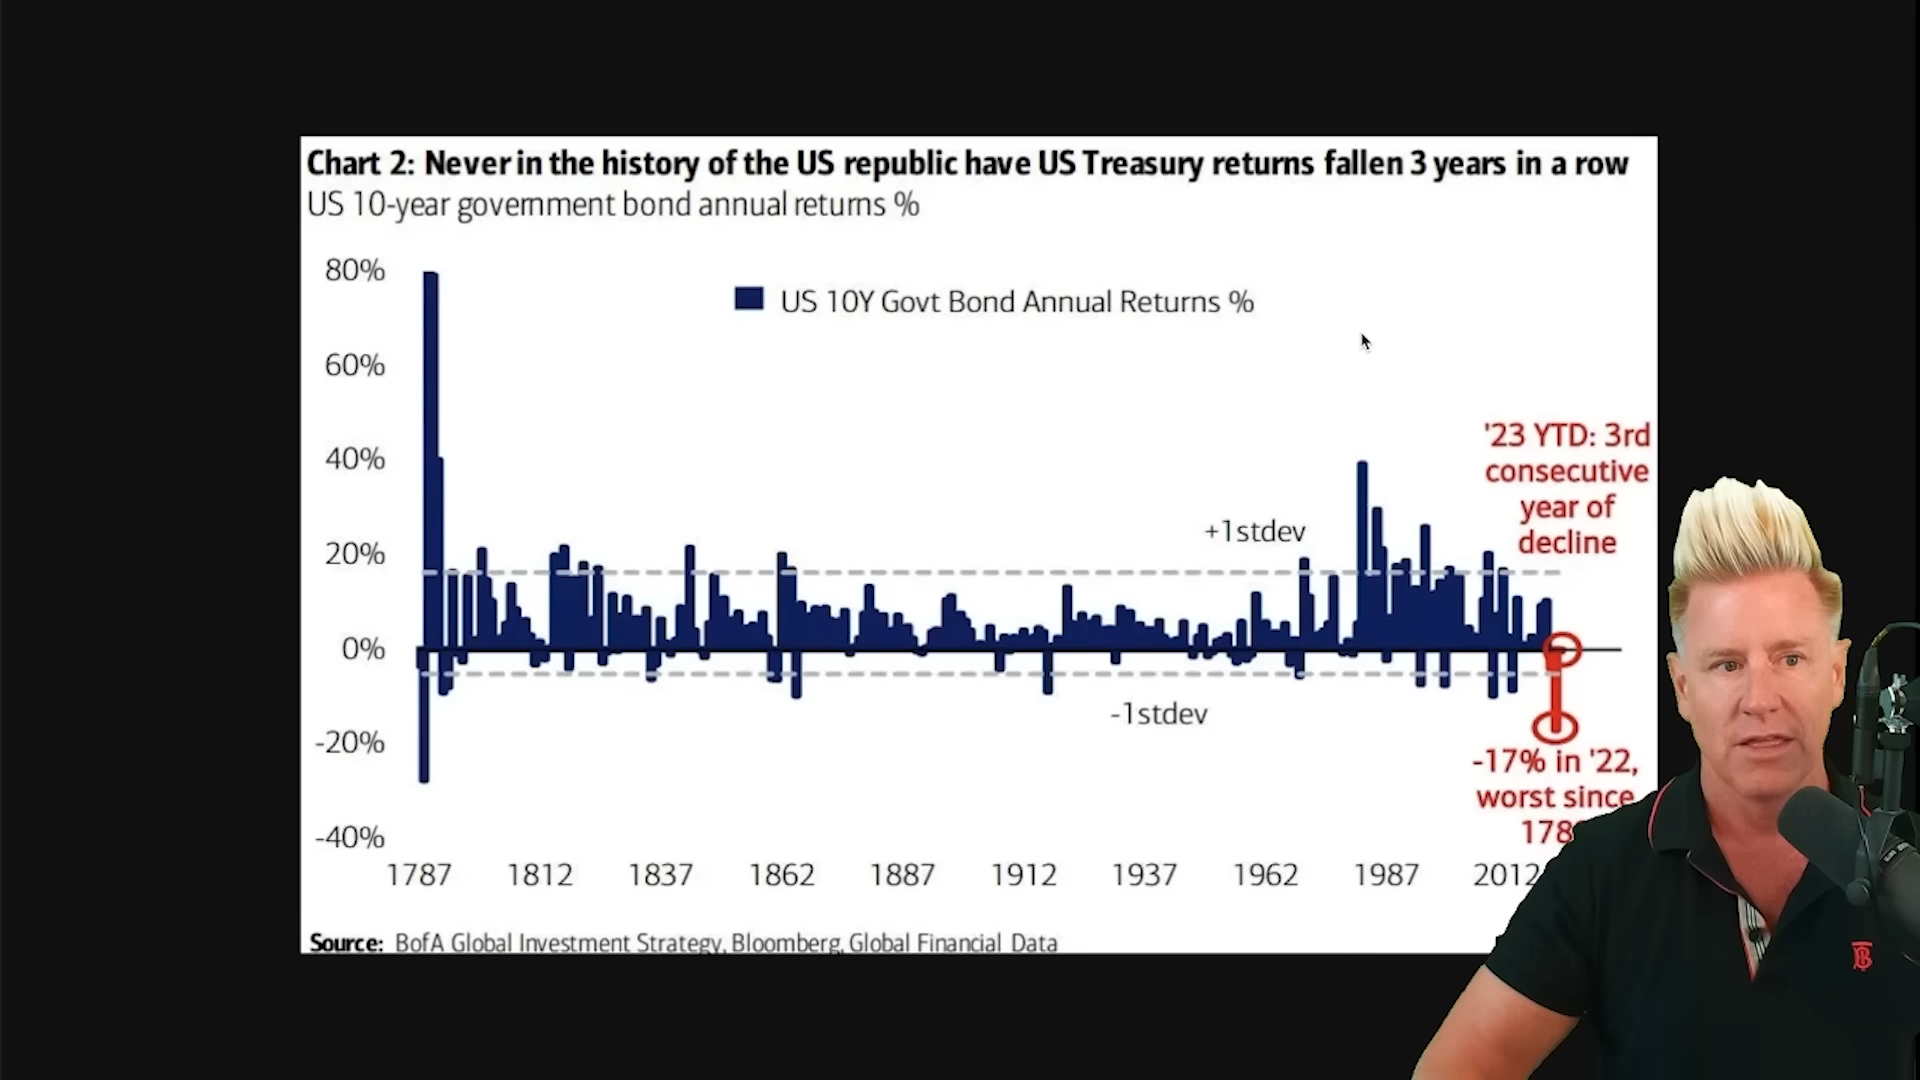 Chart 2: Never in the history of the US republic have US Treasury returns fallen 3 years in a row
US 10-year government bond annual returns %
80%
US 10Y Govt Bond Annual Returns %
60%
'23 YTD: 3rd
consecutive
year of
decline
40%
+1stdev
20%
0%
-1stdev
-20%
-17% in '22,
worst since
178
-40%
1787 1812 1837 1862 1887 1912 1937 1962 1987 2012
Source: BofA Global Investment Strategy, Bloomberg, Global Financial Data